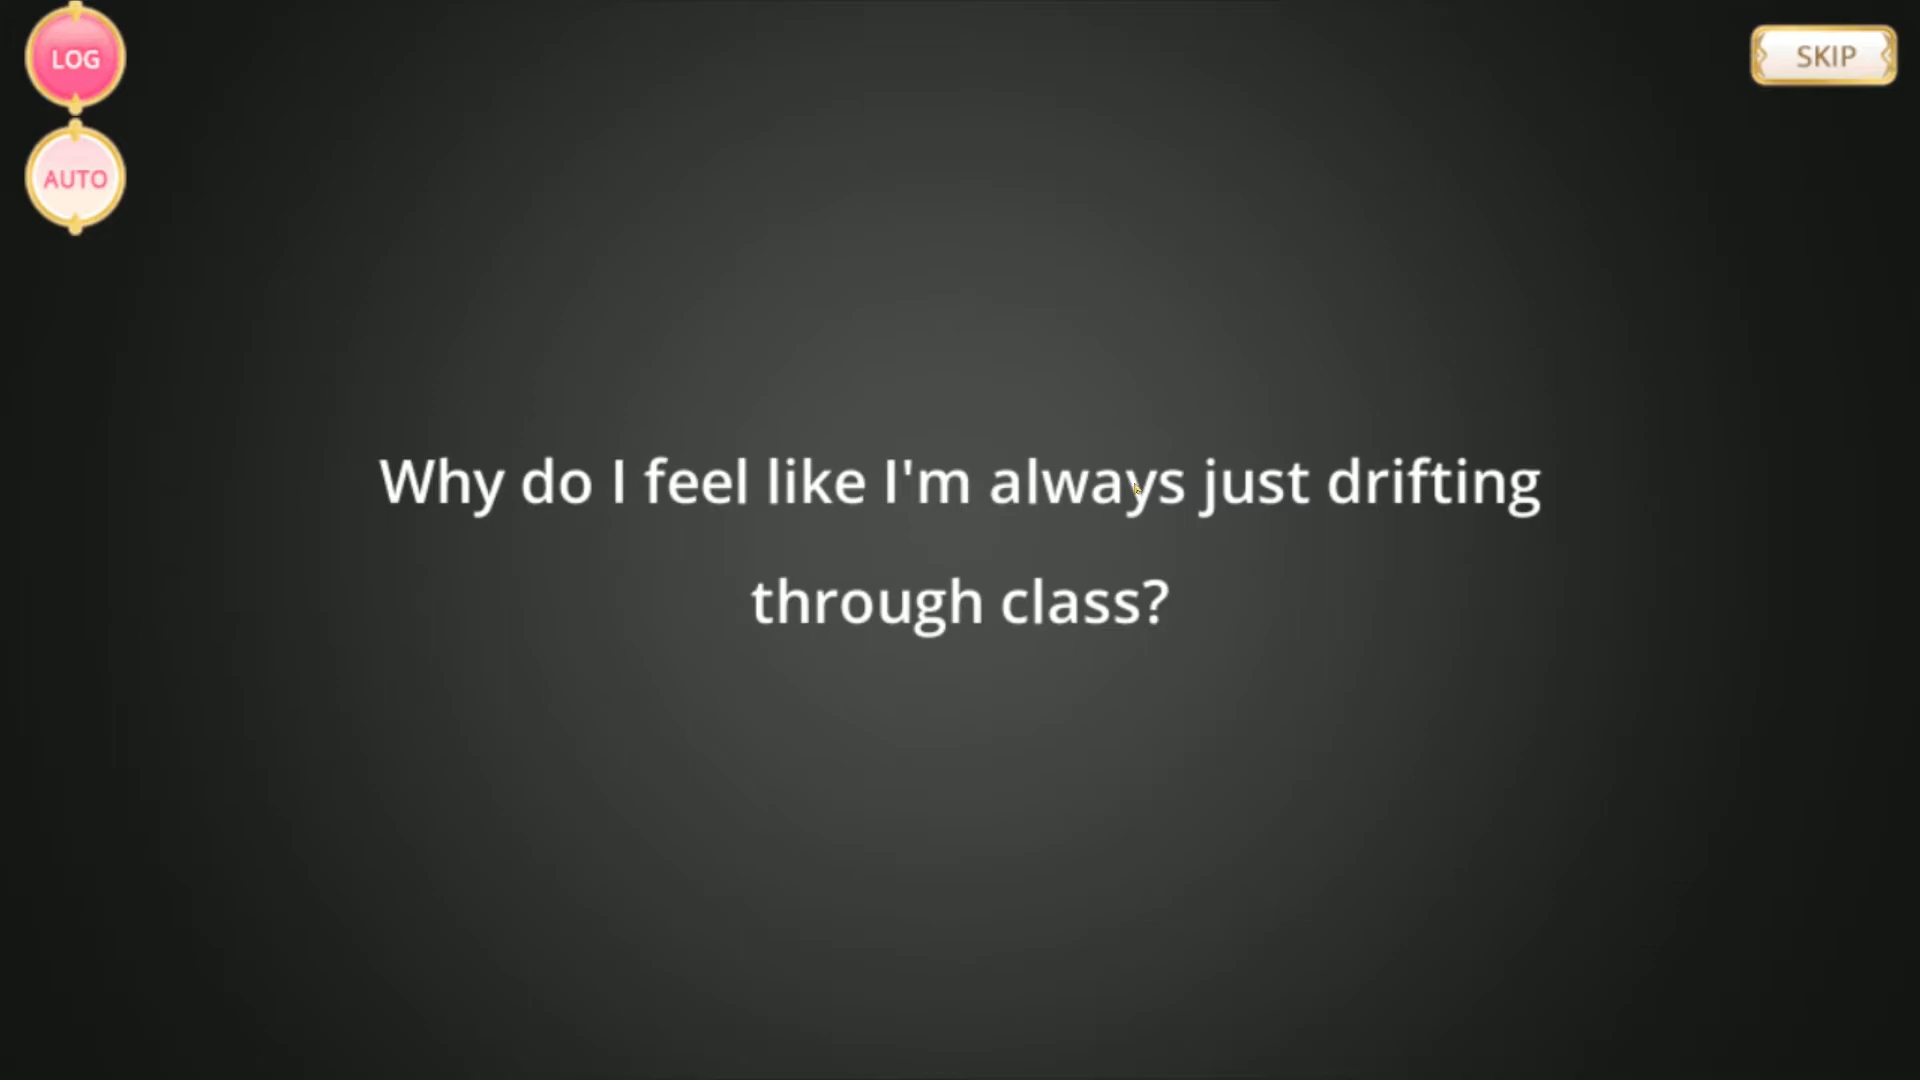 LOG
SKIP
AUTO
Why do I feel like I'm always just drifting
through class?